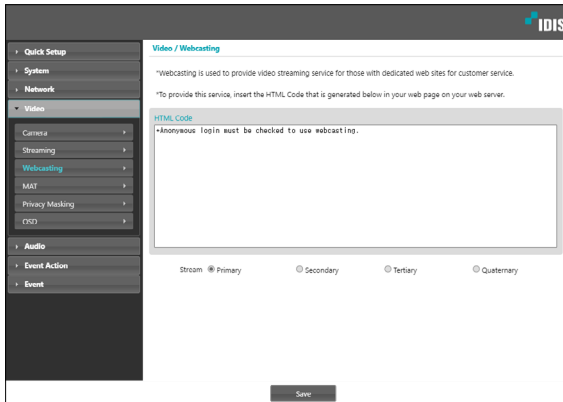 IDIS
Quick Setup
System
Network
Video
Camera
Streaming
Webcasting
MAT
Privacy Masking
OSD
Audio
Event Action
Event
Video / Webcasting
*Webcasting is used to provide video streaming service for those with dedicated web sites for customer service.
*To provide this service, insert the HTML Code that is generated below in your web page on your web server.
HTML Code
*Anonymous login must be checked to use webcasting.
Stream Primary Secondary Tertiary Quaternary
Save